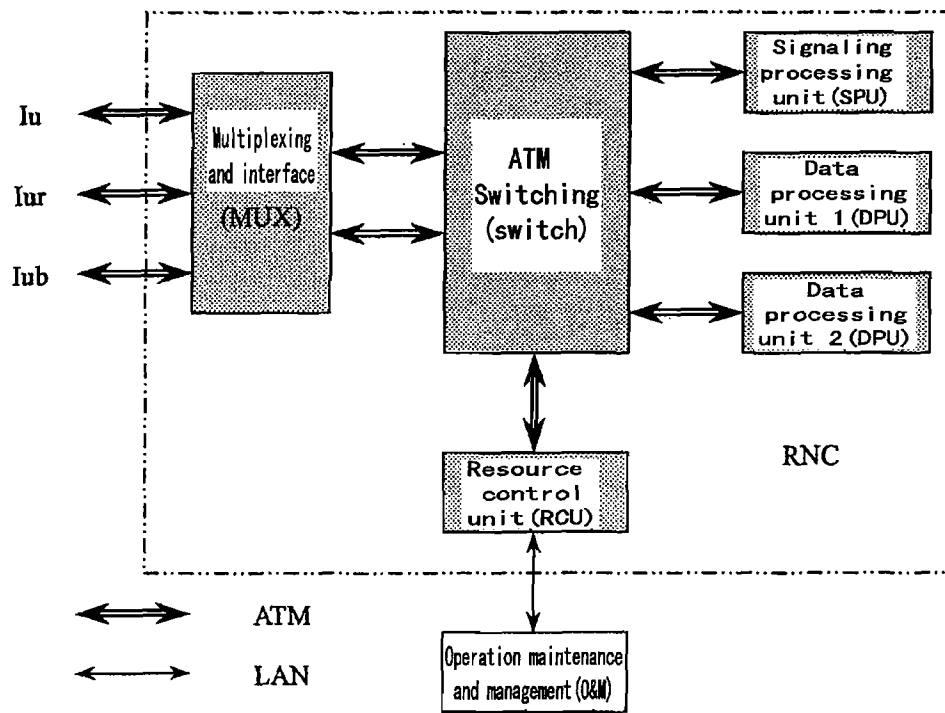 Iu
Iur
Iub
Multiplexing
and interface
(MUX)
ATM
Switching
(switch)
Signaling
processing
unit(SPU)
Data
processing
unit 1(DPU)
Data
processing
unit 2(DPU)
Resource
control
unit(RCU)
RNC
ATM
LAN
Operation maintenance
and management(O&M)